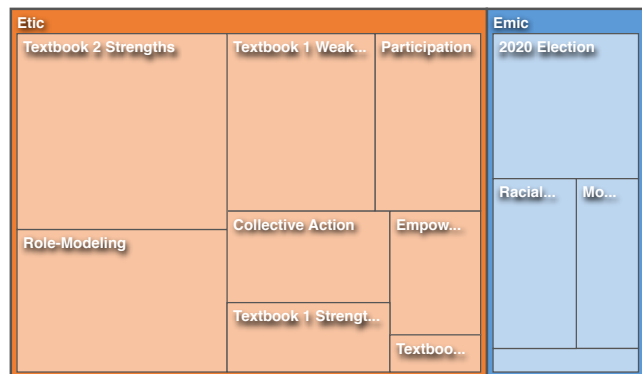 Etic
Textbook 2 Strengths
Textbook 1 Weak...
Participation
Role-Modeling
Collective Action
Empow...
Textbook 1 Strengt...
Textboo...
Emic
2020 Election
Racial...
Mo...